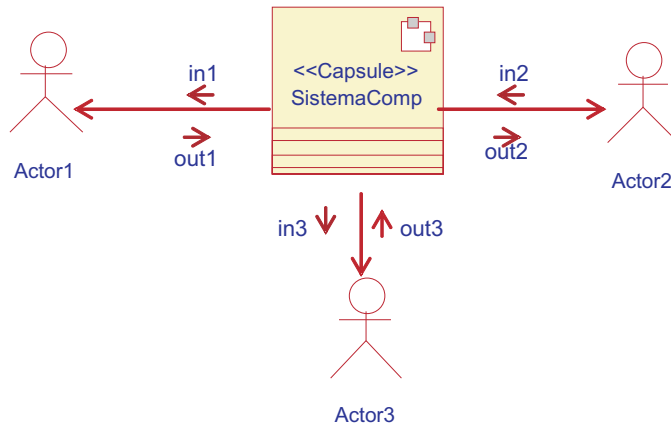 in1
<<Capsule>>
SistemaComp
in2
out1
out2
Actor1
Actor2
in3
out3
Actor3